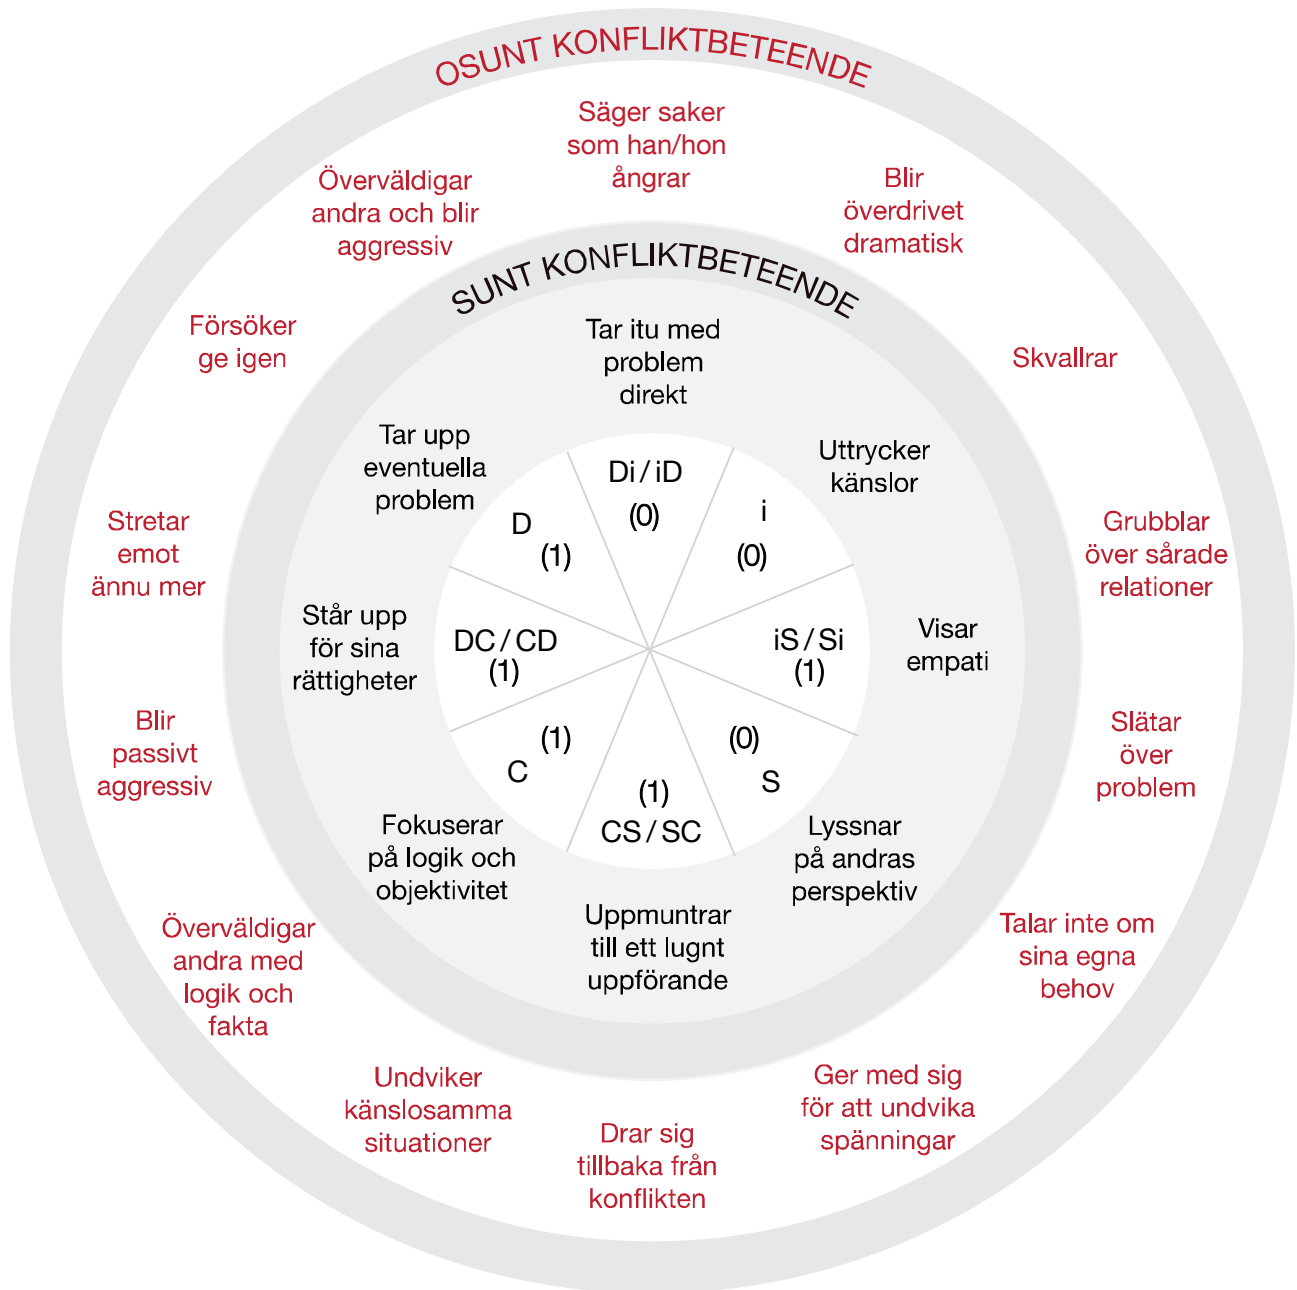 OSUNT KONFLIKTBETEENDE
Säger saker
som han/hon
ångrar
Blir
överdrivet
dramatisk
Skvallrar
Grubblar
över sårade
relationer
Slätar
över
problem
Talar inte om
sina egna
behov
Ger med sig
för att undvika
spänningar
Drar sig
tillbaka från
konflikten
Undviker
känslosamma
situationer
Överväldigar
andra med
logik och
fakta
Blir
passivt
aggressiv
Stretar
emot
ännu mer
Försöker
ge igen
Överväldigar
andra och blir
aggressiv
SUNT KONFLIKTBETEENDE
Tar itu med
problem
direkt
Uttrycker
känslor
Visar
empati
Lyssnar
på andras
perspektiv
Uppmuntrar
till ett lugnt
uppförande
Fokuserar
på logik och
objektivitet
Står upp
för sina
rättigheter
Tar upp
eventuella
problem
Di / iD
(0)
i
(0)
iS / Si
(1)
(0)
S
(1)
CS / SC
(1)
C
DC / CD
(1)
D
(1)